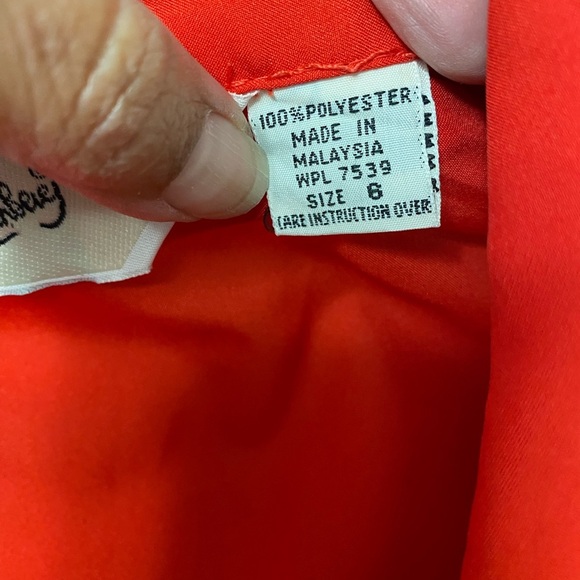 100% POLYESTER
MADE IN
MALAYSIA
WPL 7539
SIZE 6
CARE INSTRUCTION OVER